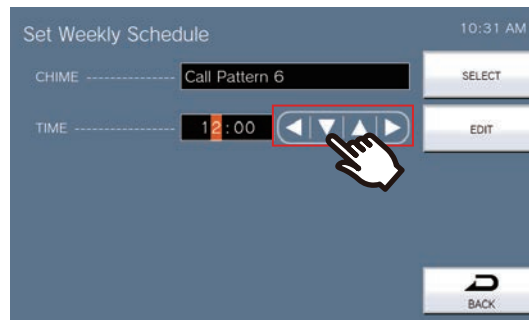 Set Weekly Schedule
10:31 AM
CHIME --------------- Call Pattern 6
SELECT
TIME ----------------- 12:00
EDIT
BACK